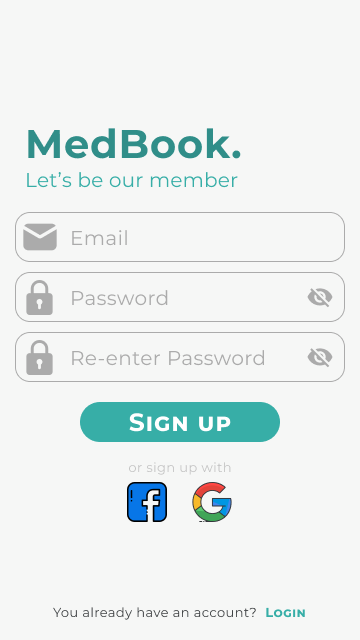 MedBook.
Let's be our member
Email
Password
Re-enter Password
SIGN UP
or sign up with
You already have an account? LOGIN